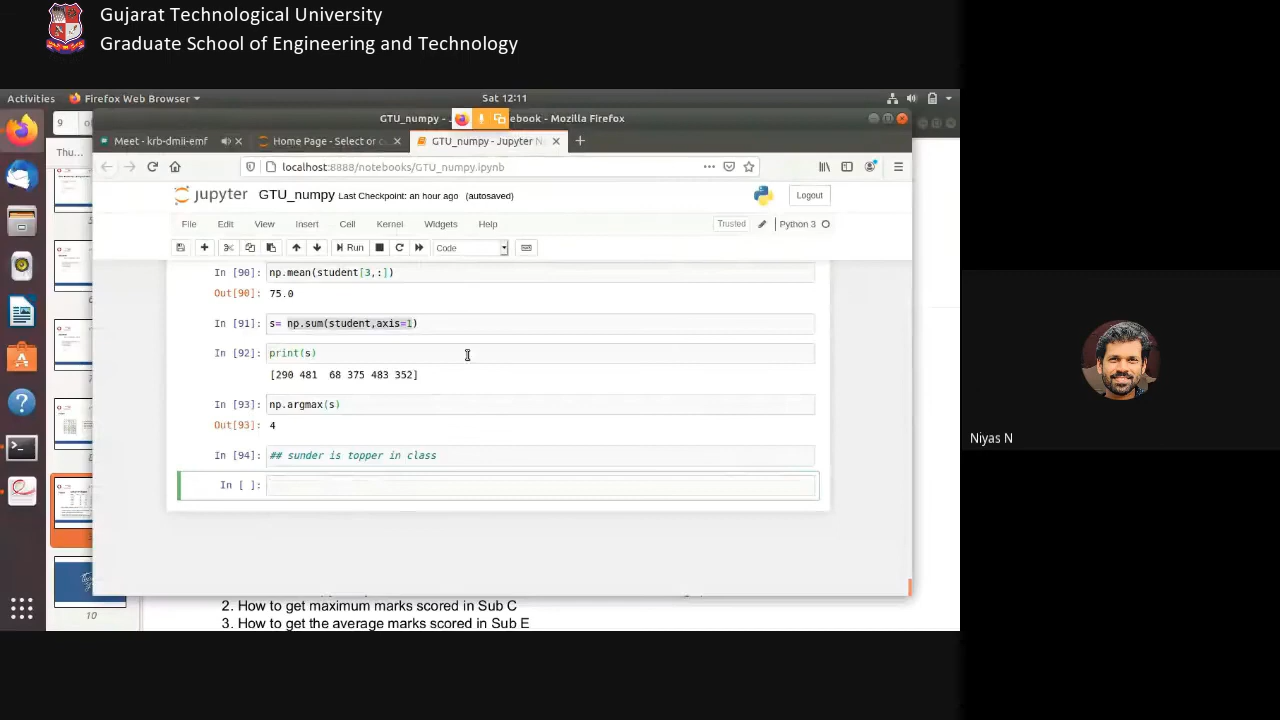 Gujarat Technological University
Graduate School of Engineering and Technology
Activities Firefox Web Browser Sat 12:11
9
GTU_numpy - ebook - Mozilla Firefox
Thu...
Meet - krb-dmii-emf Home Page - Select or c GTU_numpy - Jupyter N
localhost:8888/notebooks/GTU_numpy.ipynb
jupyter GTU_numpy Last Checkpoint: an hour ago (autosaved) Logout
File Edit View Insert Cell Kernel Widgets Help Trusted Python 3
Run Code
In [90]: np.mean(student[3,:])
Out[90]: 75.0
In [91]: s= np.sum(student,axis=1)
In [92]: print(s)
[290 481 68 375 483 352]
In [93]: np.argmax(s)
Out[93]: 4
In [94]: ## sunder is topper in class
In [ ]:
10
2. How to get maximum marks scored in Sub C
3. How to get the average marks scored in Sub E
Niyas N